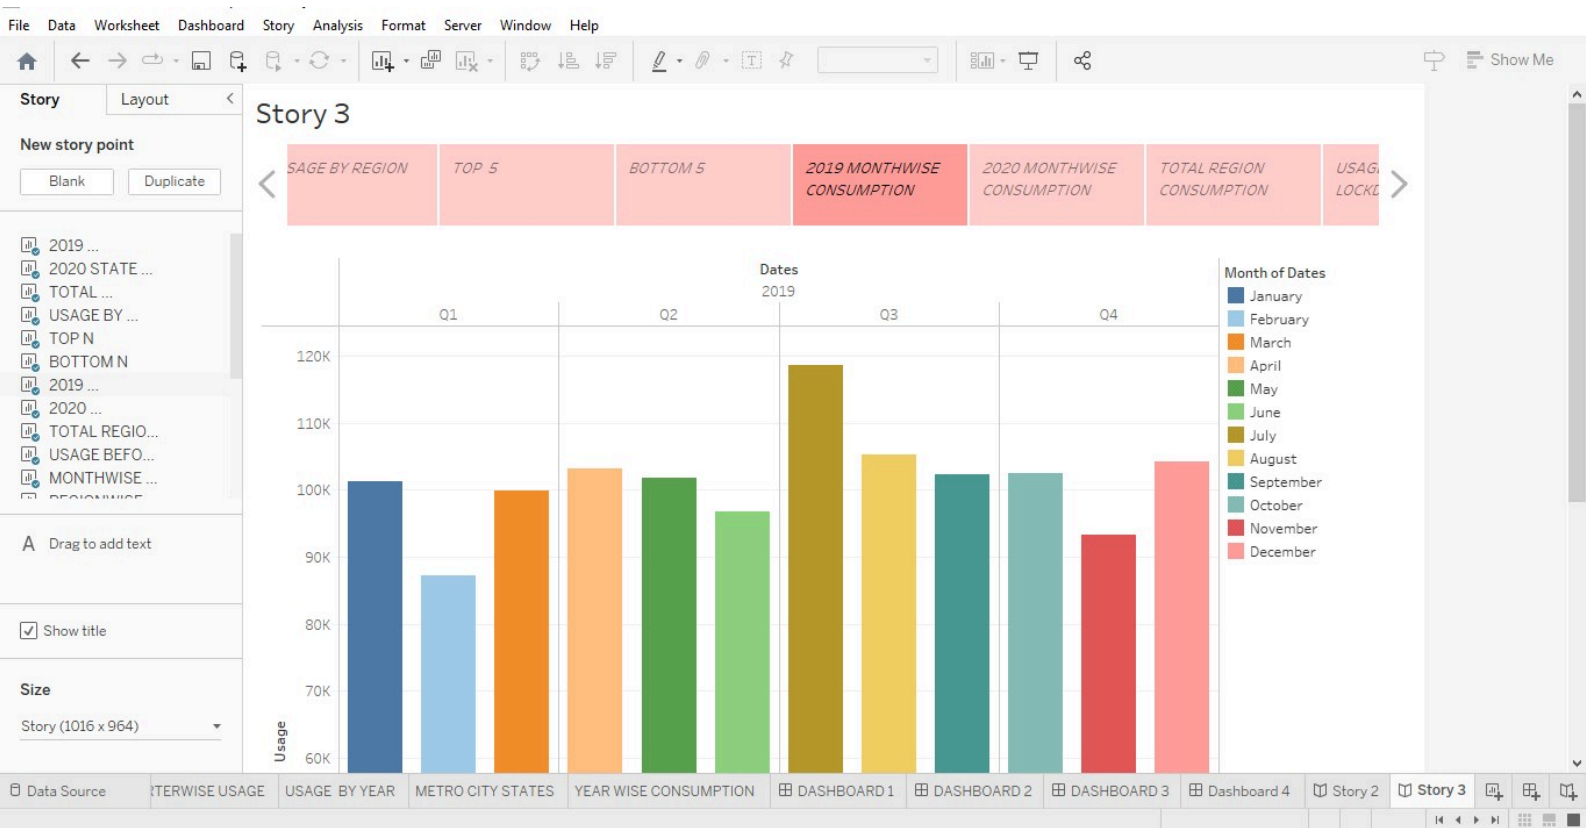 File Data Worksheet Dashboard Story Analysis Format Server Window Help
Show Me
Story Layout
New story point
Blank Duplicate
2019 ...
2020 STATE ...
TOTAL ...
USAGE BY ...
TOP N
BOTTOM N
2019 ...
2020 ...
TOTAL REGIO...
USAGE BEFO...
MONTHWISE ...
A Drag to add text
Show title
Size
Story (1016 x 964)
Story 3
SAGE BY REGION
TOP 5
BOTTOM 5
2019 MONTHWISE
CONSUMPTION
2020 MONTHWISE
CONSUMPTION
TOTAL REGION
CONSUMPTION
USAG
LOCKD
Dates
2019
Q1 Q2 Q3 Q4
120K
110K
100K
90K
80K
70K
60K
Usage
Month of Dates
January
February
March
April
May
June
July
August
September
October
November
December
Data Source TERWISE USAGE USAGE BY YEAR METRO CITY STATES YEAR WISE CONSUMPTION DASHBOARD 1 DASHBOARD 2 DASHBOARD 3 Dashboard 4 Story 2 Story 3